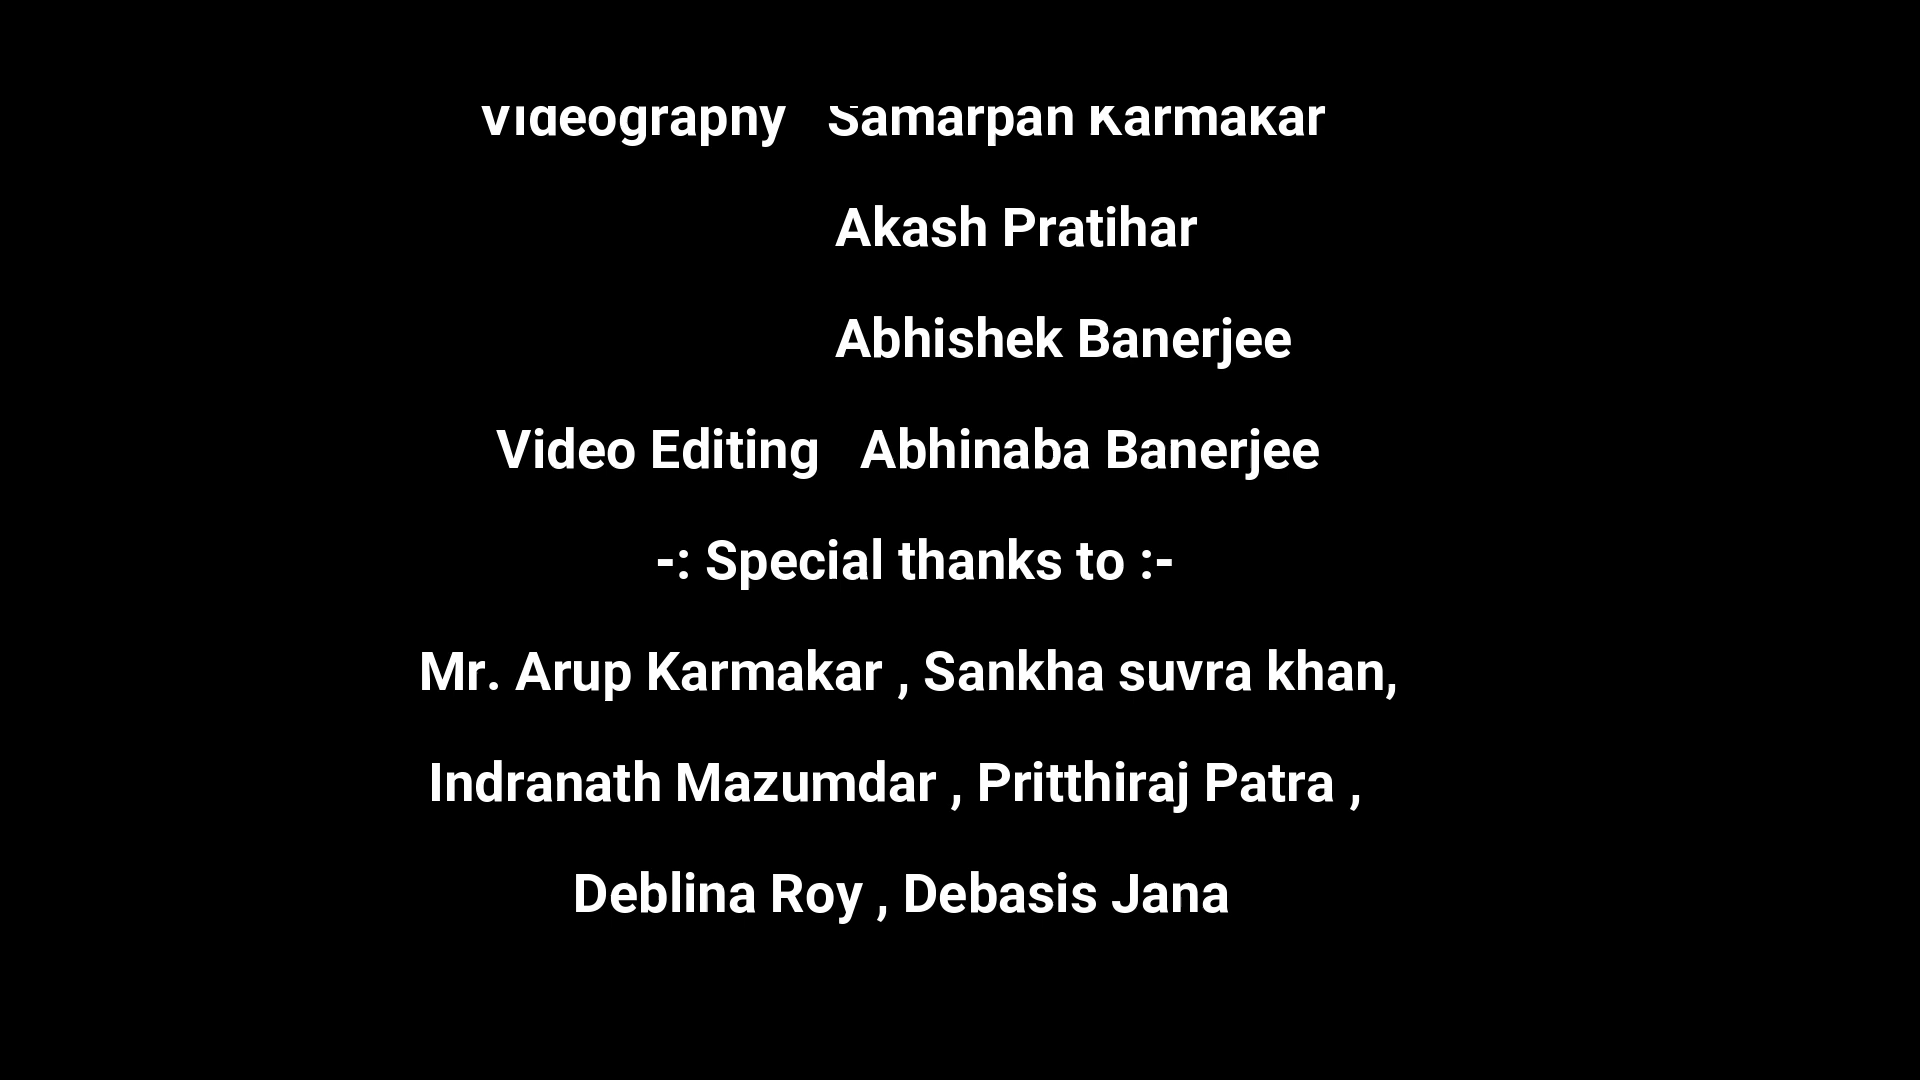 Videography Samarpan Karmakar
Akash Pratihar
Abhishek Banerjee
Video Editing Abhinaba Banerjee
-: Special thanks to :-
Mr. Arup Karmakar , Sankha suvra khan,
Indranath Mazumdar , Pritthiraj Patra ,
Deblina Roy , Debasis Jana